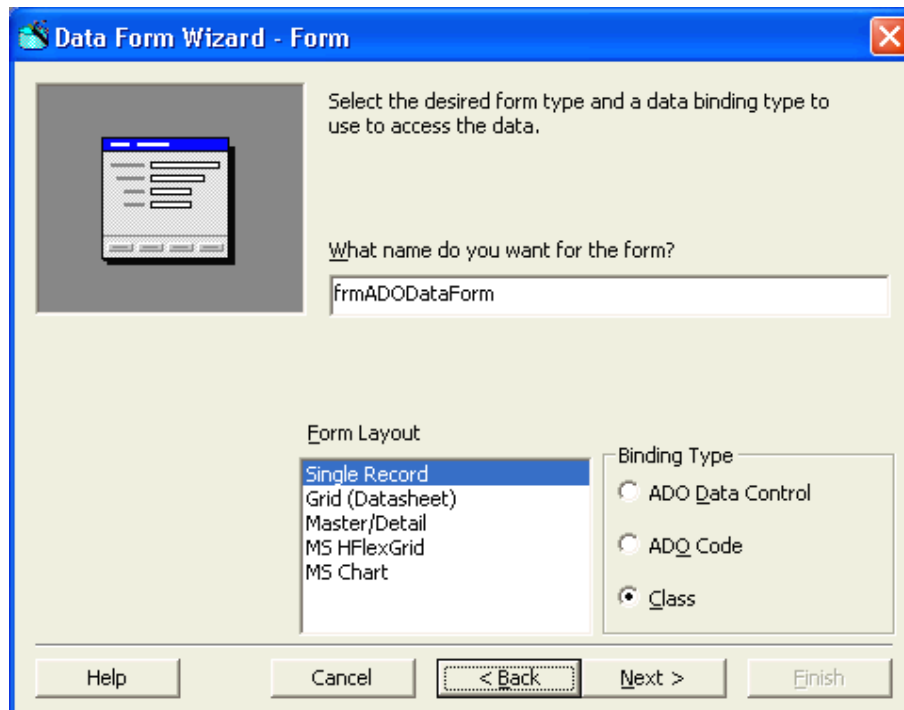 Data Form Wizard - Form
Select the desired form type and a data binding type to
use to access the data.
What name do you want for the form?
frmADODataForm
Form Layout
Single Record
Grid (Datasheet)
Master/Detail
MS HFlexGrid
MS Chart
Binding Type
ADO Data Control
ADO Code
Class
Help
Cancel
< Back
Next >
Finish